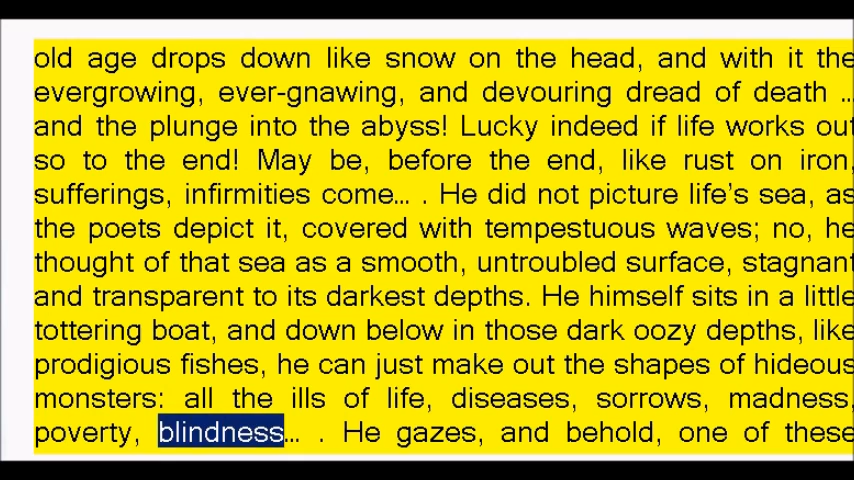 old age drops down like snow on the head, and with it the
evergrowing, ever-gnawing, and devouring dread of death ...
and the plunge into the abyss! Lucky indeed if life works out
so to the end! May be, before the end, like rust on iron,
sufferings, infirmities come... . He did not picture life's sea, as
the poets depict it, covered with tempestuous waves; no, he
thought of that sea as a smooth, untroubled surface, stagnant
and transparent to its darkest depths. He himself sits in a little
tottering boat, and down below in those dark oozy depths, like
prodigious fishes, he can just make out the shapes of hideous
monsters: all the ills of life, diseases, sorrows, madness,
poverty, blindness... . He gazes, and behold, one of these